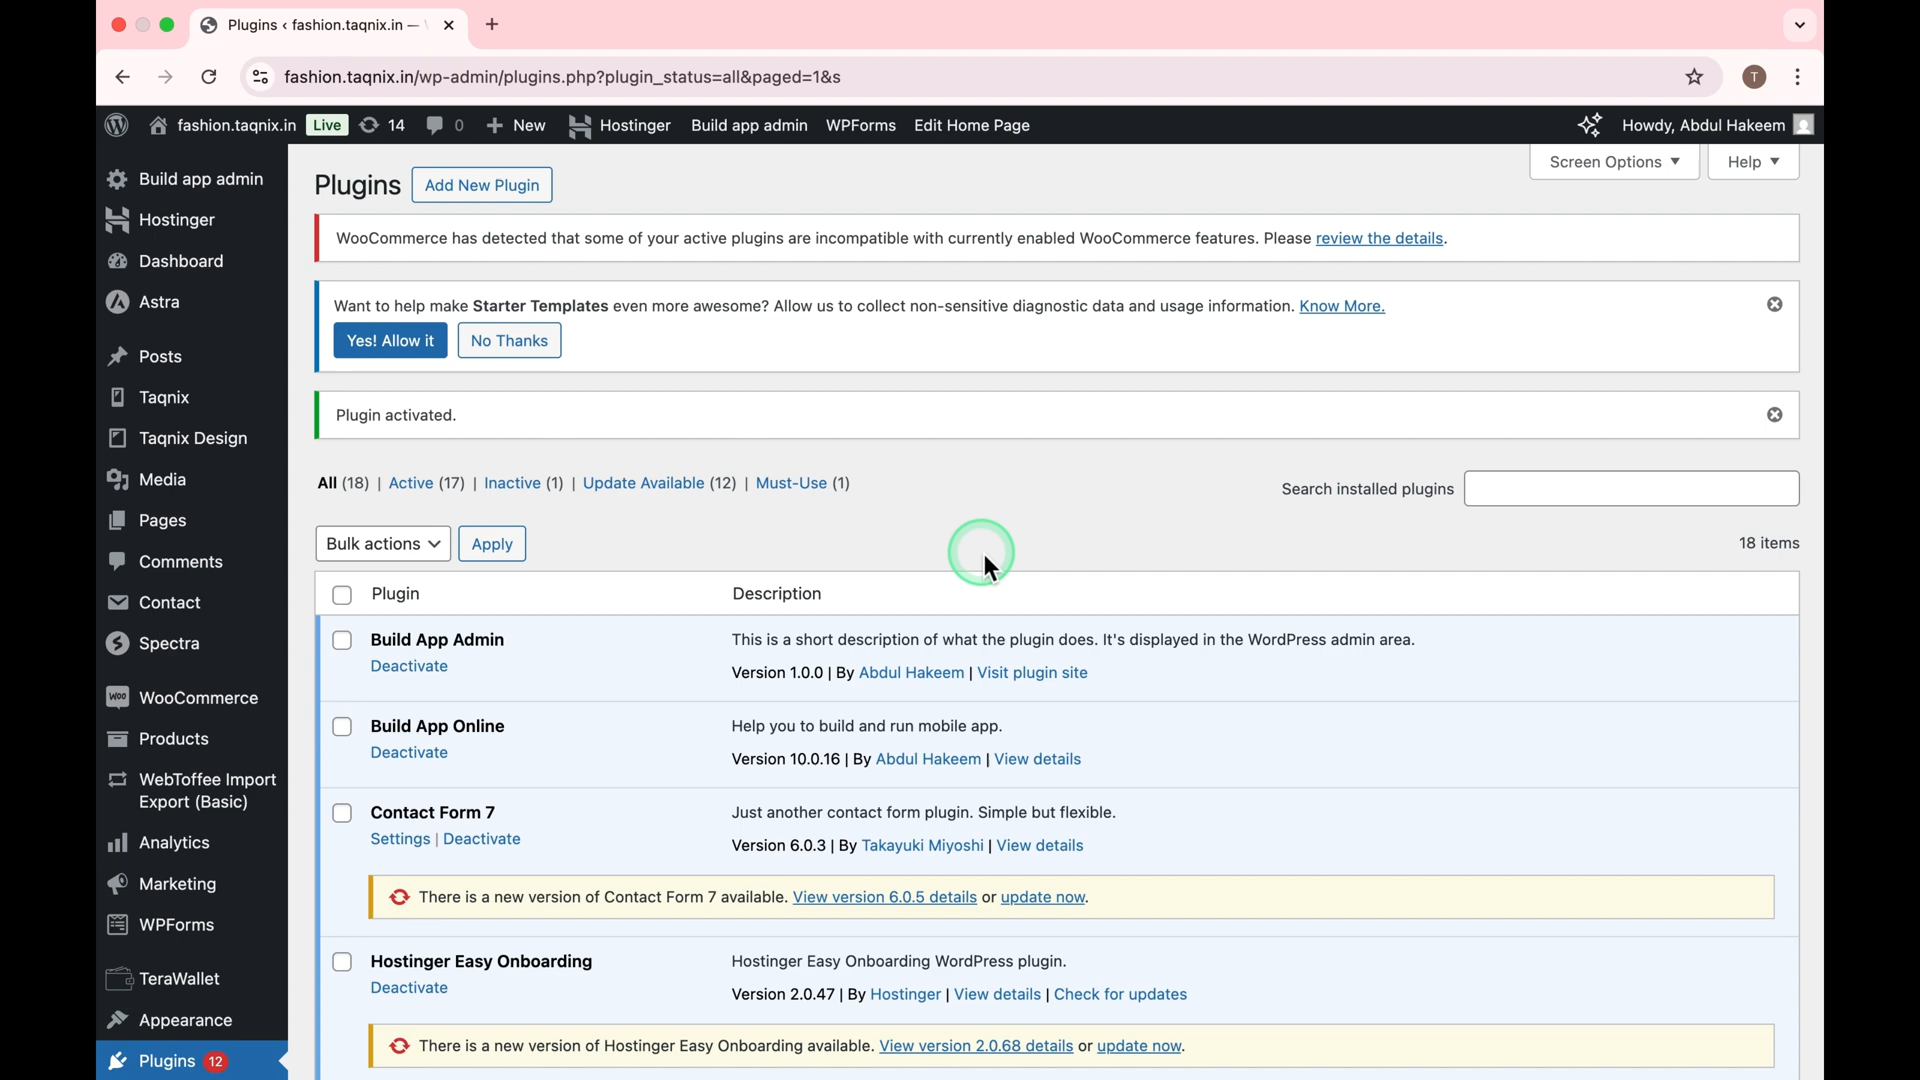 Plugins < fashion.taqnix.in —
fashion.taqnix.in/wp-admin/plugins.php?plugin_status=all&paged=1&s
T
fashion.taqnix.in Live 14 0 New Hostinger Build app admin WPForms Edit Home Page Howdy, Abdul Hakeem
Build app admin
Hostinger
Dashboard
Astra
Posts
Taqnix
Taqnix Design
Media
Pages
Comments
Contact
Spectra
WooCommerce
Products
WebToffee Import
Export (Basic)
Analytics
Marketing
WPForms
TeraWallet
Appearance
Plugins 12
Screen Options Help
Plugins Add New Plugin
WooCommerce has detected that some of your active plugins are incompatible with currently enabled WooCommerce features. Please review the details.
Want to help make Starter Templates even more awesome? Allow us to collect non-sensitive diagnostic data and usage information. Know More.
Yes! Allow it No Thanks
Plugin activated.
All (18) | Active (17) | Inactive (1) | Update Available (12) | Must-Use (1)
Search installed plugins
Bulk actions Apply
18 items
Plugin Description
Build App Admin
Deactivate
This is a short description of what the plugin does. It's displayed in the WordPress admin area.
Version 1.0.0 | By Abdul Hakeem | Visit plugin site
Build App Online
Deactivate
Help you to build and run mobile app.
Version 10.0.16 | By Abdul Hakeem | View details
Contact Form 7
Settings | Deactivate
Just another contact form plugin. Simple but flexible.
Version 6.0.3 | By Takayuki Miyoshi | View details
There is a new version of Contact Form 7 available. View version 6.0.5 details or update now.
Hostinger Easy Onboarding
Deactivate
Hostinger Easy Onboarding WordPress plugin.
Version 2.0.47 | By Hostinger | View details | Check for updates
There is a new version of Hostinger Easy Onboarding available. View version 2.0.68 details or update now.